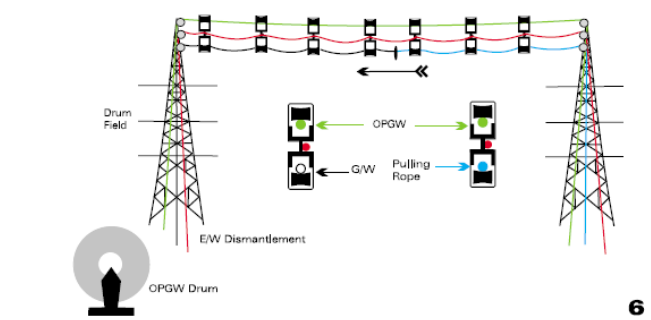 Drum
Field
OPGW
G/W
Pulling
Rope
E/W Dismantlement
OPGW Drum
6